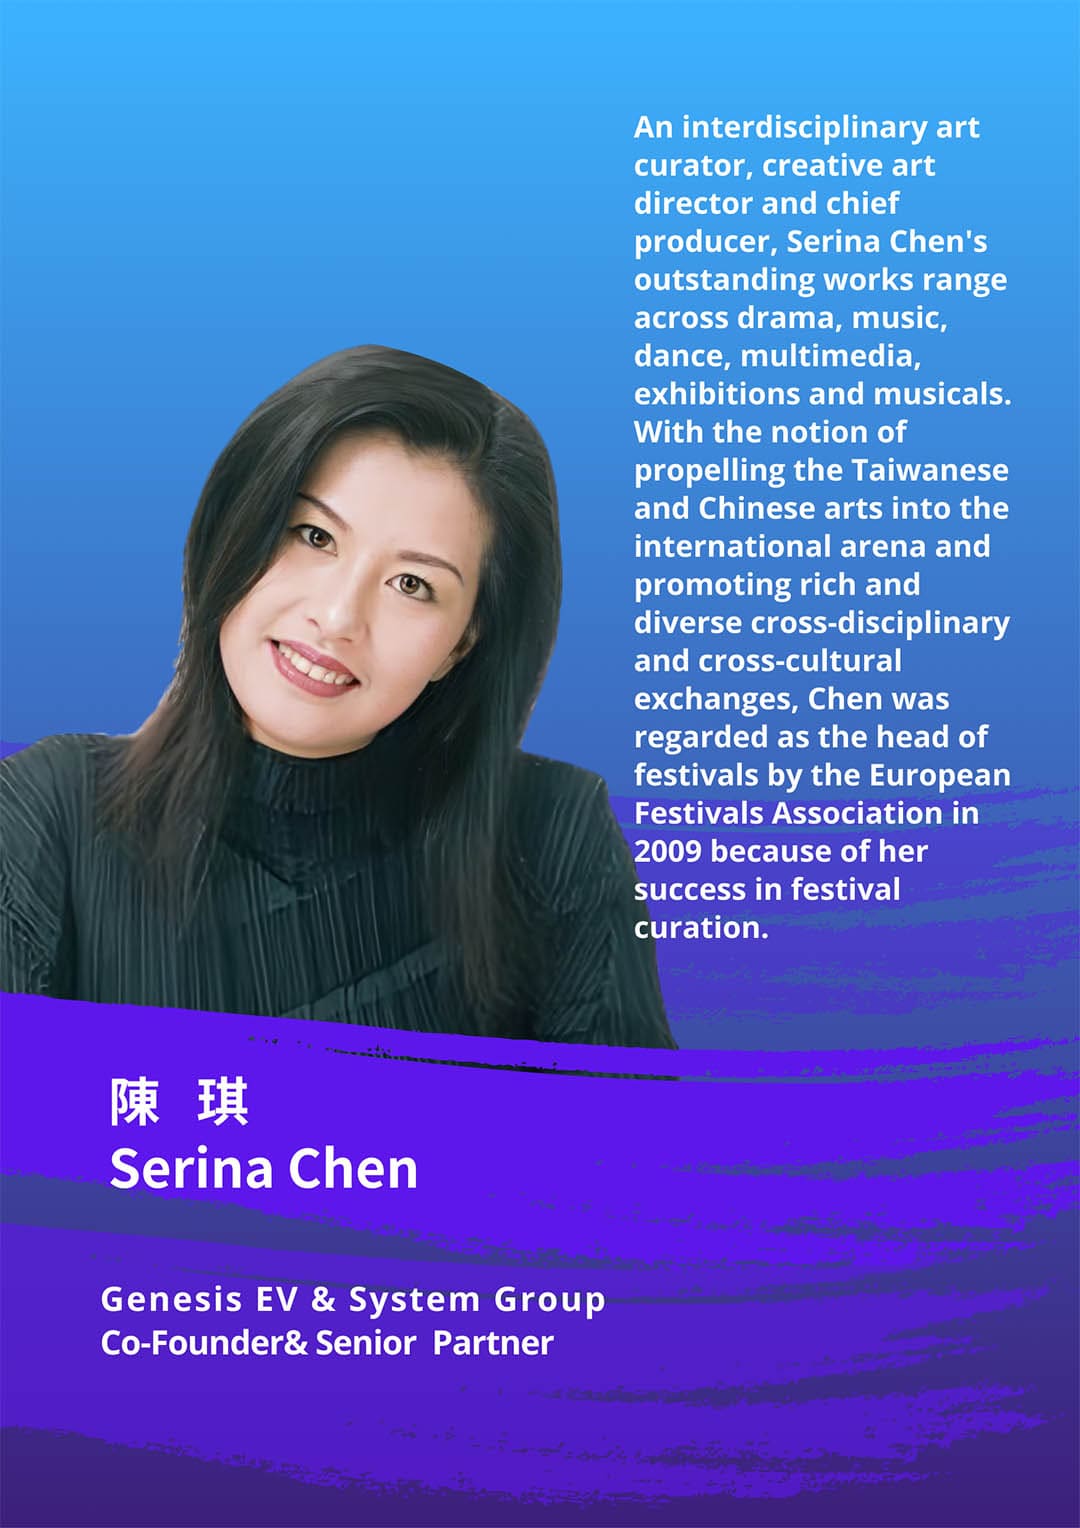 An interdisciplinary art
curator, creative art
director and chief
producer, Serina Chen's
outstanding works range
across drama, music,
dance, multimedia,
exhibitions and musicals.
With the notion of
propelling the Taiwanese
and Chinese arts into the
international arena and
promoting rich and
diverse cross-disciplinary
and cross-cultural
exchanges, Chen was
regarded as the head of
festivals by the European
Festivals Association in
2009 because of her
success in festival
curation.
陳 琪
Serina Chen
Genesis EV & System Group
Co-Founder& Senior Partner